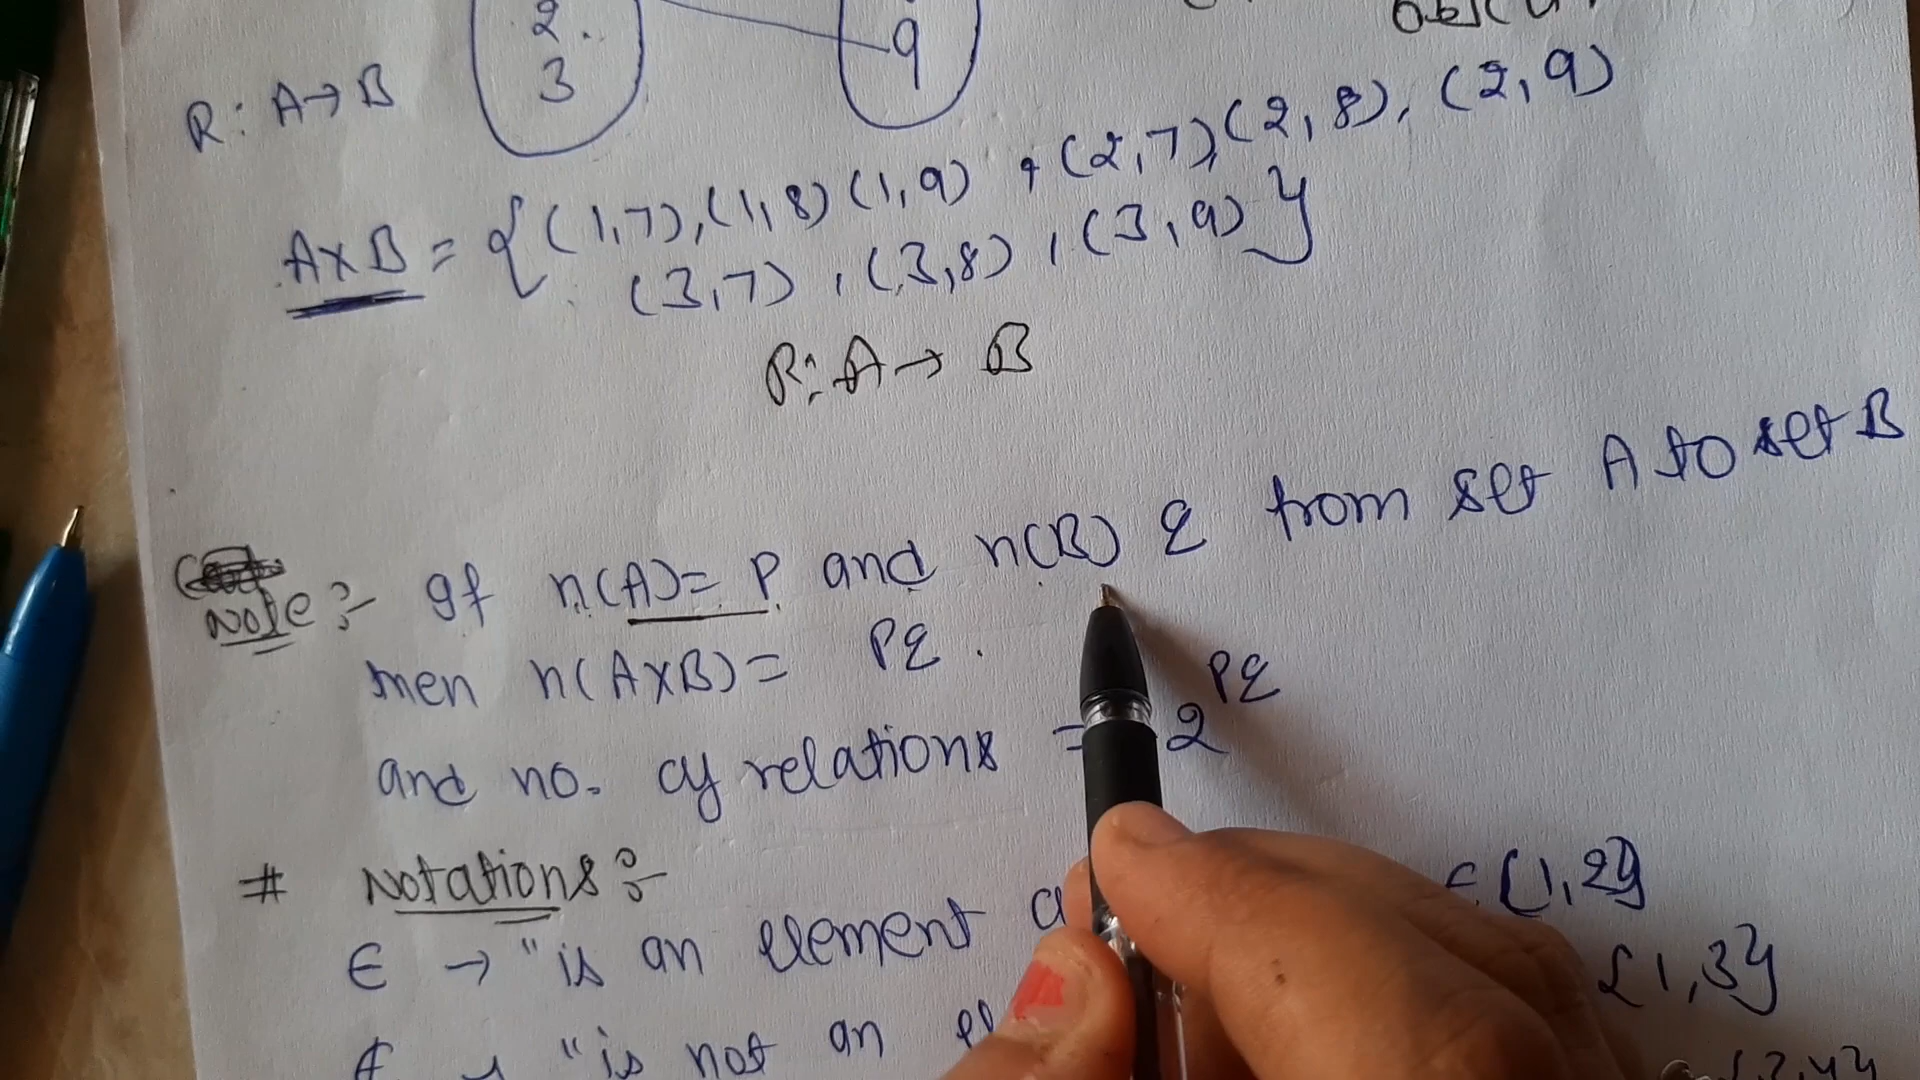 2.
3
9
R: A→B
A×B = {(1,7),(1,8)(1,9) , (2,7),(2,8), (2,9)
(3,7) , (3,8) , (3,9)}
R: A→ B
Note:- If n(A)= P and n(B) q from set A to set B
then n(A×B)= Pq .
and no. of relations = 2^Pq
# Notations:-
∈ → "is an element {1,2}
{1,3}
∉ "is not an